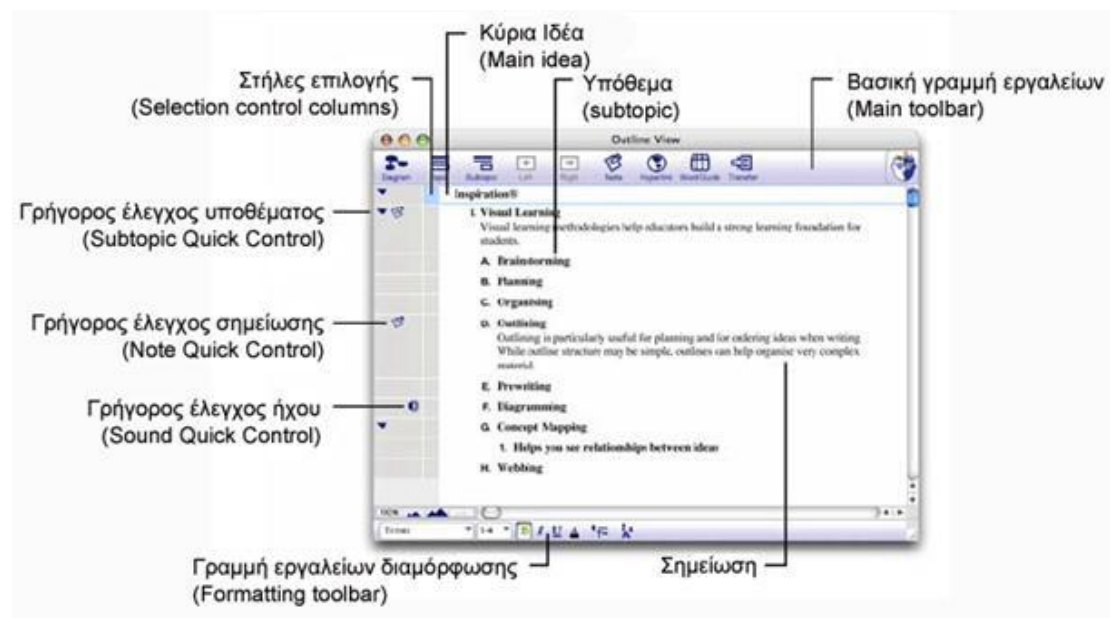 Κύρια Ιδέα
(Main idea)
Στήλες επιλογής
(Selection control columns)
Υπόθεμα
(subtopic)
Βασική γραμμή εργαλείων
(Main toolbar)
Outline View
Diagram Subtopic Left Right Note Hyperlink Word Guide Transfer
Inspiration®
Γρήγορος έλεγχος υποθέματος
(Subtopic Quick Control)
I. Visual Learning
Visual learning methodologies help educators build a strong learning foundation for
students.
A. Brainstorming
B. Planning
C. Organising
Γρήγορος έλεγχος σημείωσης
(Note Quick Control)
D. Outlining
Outlining is particularly useful for planning and for ordering ideas when writing
While outline structure may be simple, outlines can help organise very complex
material.
E. Prewriting
Γρήγορος έλεγχος ήχου
(Sound Quick Control)
F. Diagramming
G. Concept Mapping
1. Helps you see relationships between ideas
H. Webbing
100%
Γραμμή εργαλείων διαμόρφωσης
(Formatting toolbar)
Σημείωση